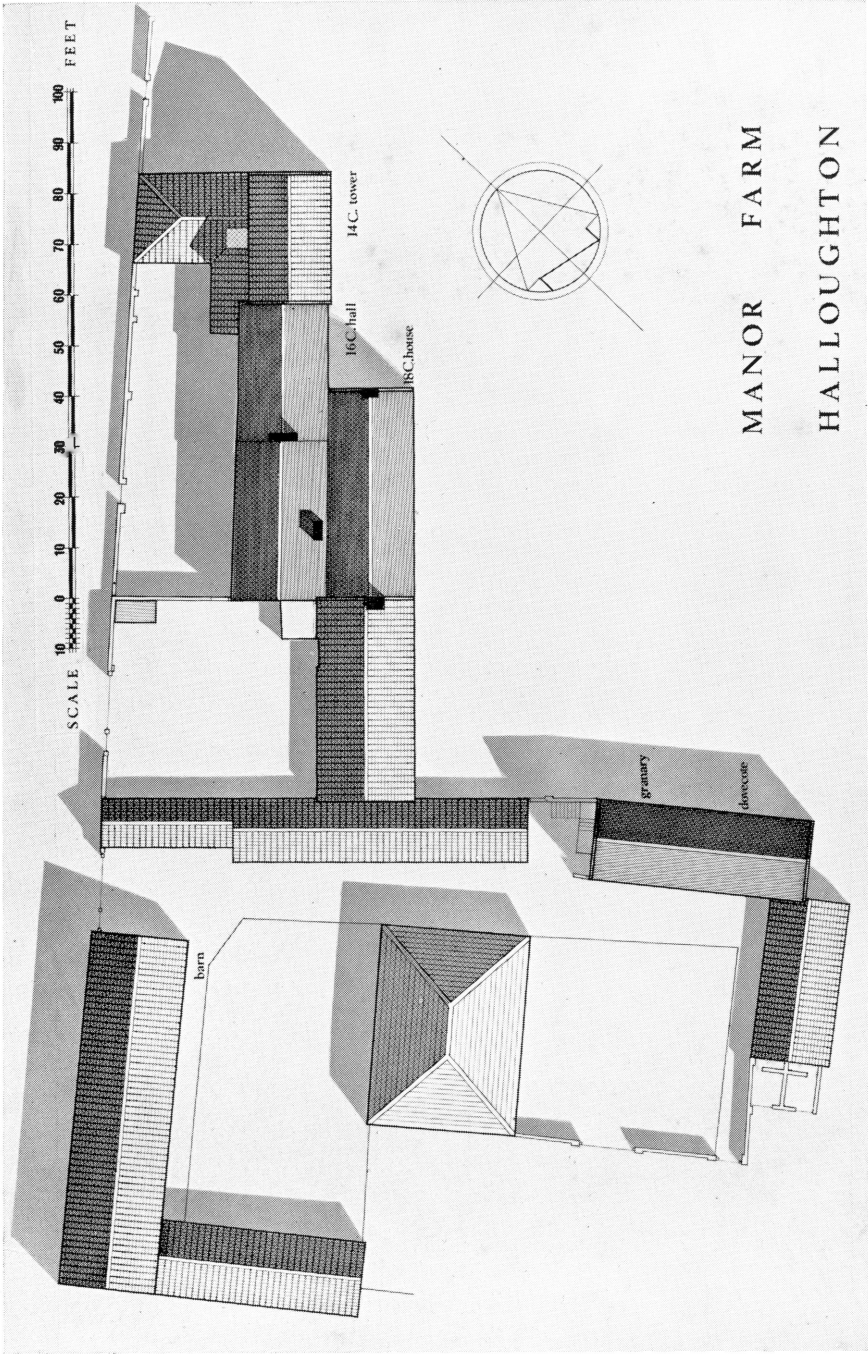 SCALE
10 0 10 20 30 40 50 60 70 80 90 100
FEET
14C. tower
16C. hall
18C. house
granary
dovecote
barn
MANOR FARM
HALLOUGHTON